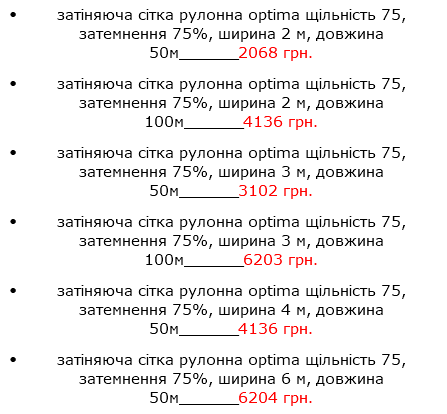 • затіняюча сітка рулонна optima щільність 75,
затемнення 75%, ширина 2 м, довжина
50м_______2068 грн.
• затіняюча сітка рулонна optima щільність 75,
затемнення 75%, ширина 2 м, довжина
100м_______4136 грн.
• затіняюча сітка рулонна optima щільність 75,
затемнення 75%, ширина 3 м, довжина
50м_______3102 грн.
• затіняюча сітка рулонна optima щільність 75,
затемнення 75%, ширина 3 м, довжина
100м_______6203 грн.
• затіняюча сітка рулонна optima щільність 75,
затемнення 75%, ширина 4 м, довжина
50м_______4136 грн.
• затіняюча сітка рулонна optima щільність 75,
затемнення 75%, ширина 6 м, довжина
50м_______6204 грн.